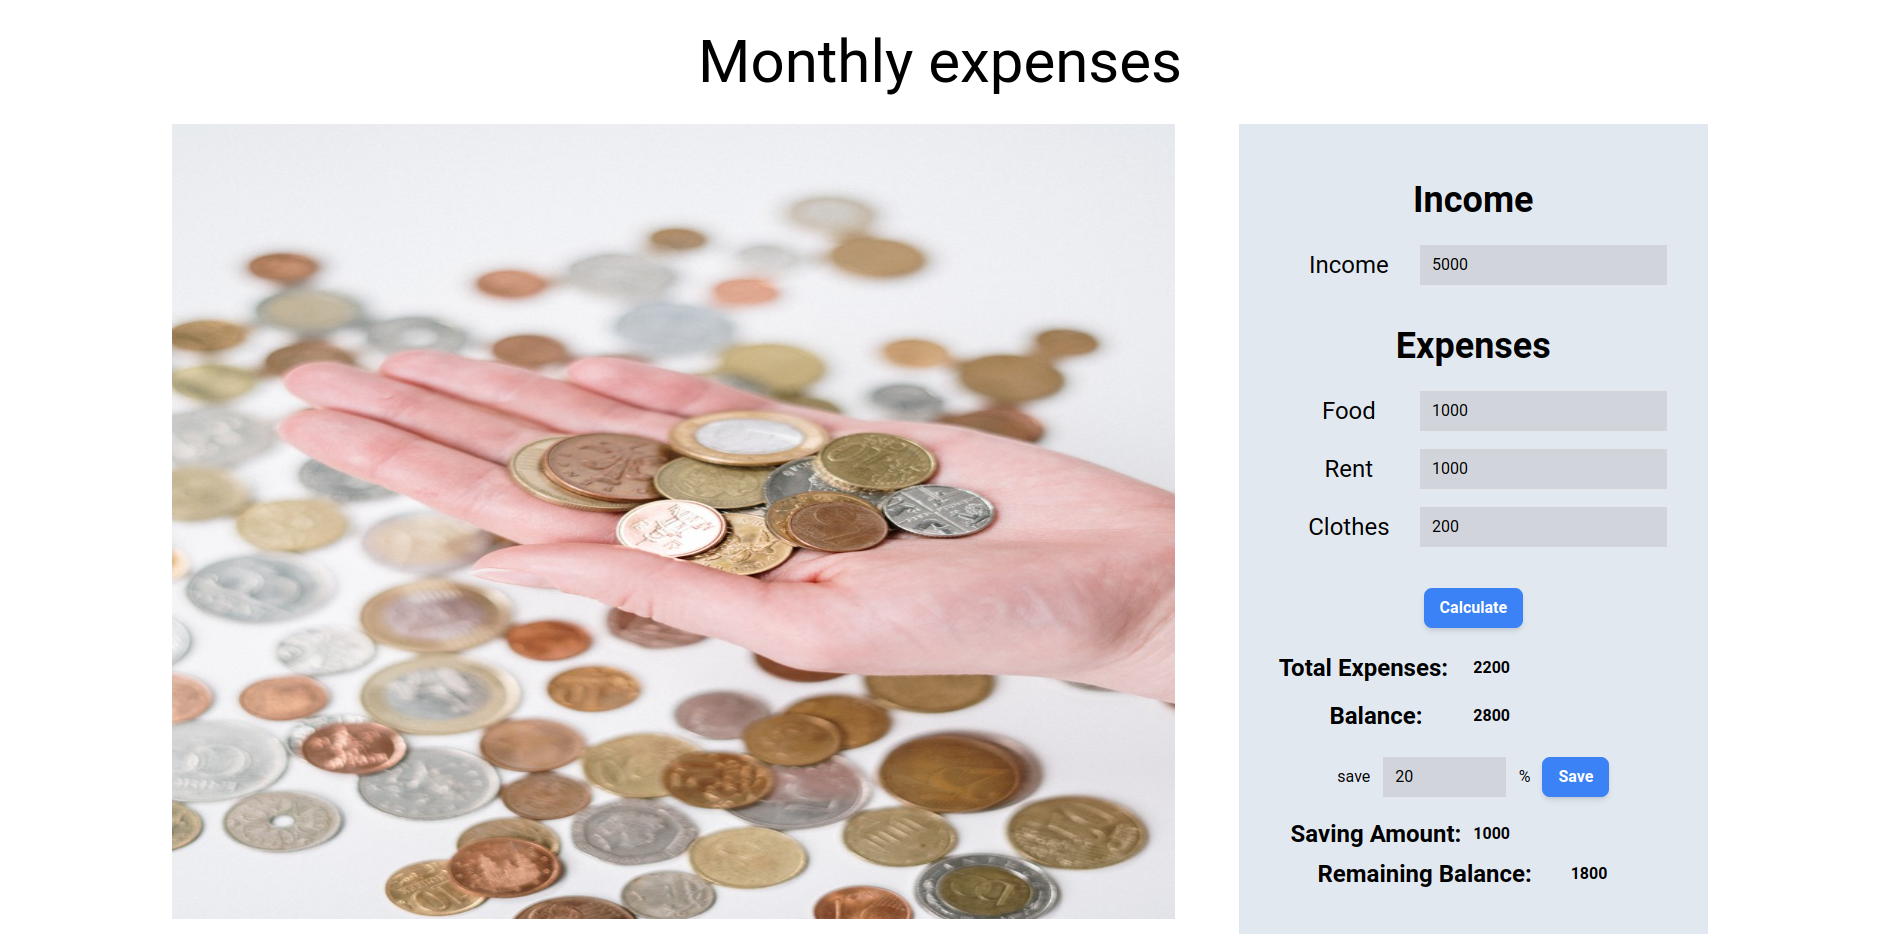 Monthly expenses
Income
Income 5000
Expenses
Food 1000
Rent 1000
Clothes 200
Calculate
Total Expenses: 2200
Balance: 2800
save 20 % Save
Saving Amount: 1000
Remaining Balance: 1800